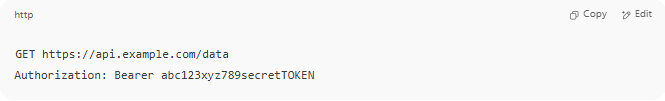 http
Copy
Edit
GET https://api.example.com/data
Authorization: Bearer abc123xyz789secretTOKEN